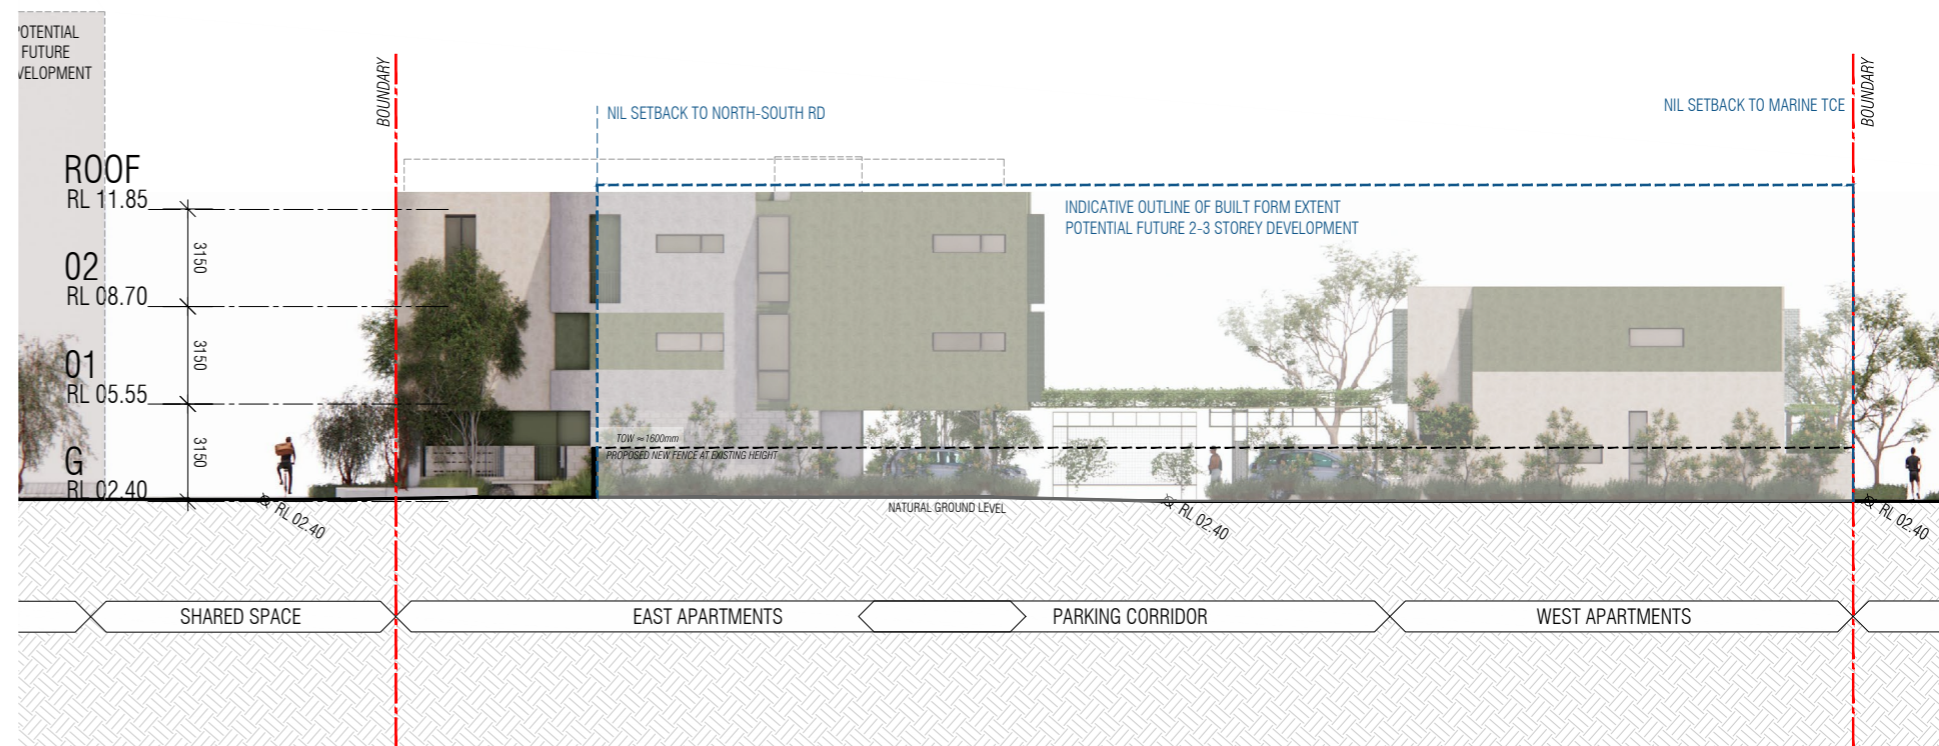 POTENTIAL
FUTURE
VELOPMENT
BOUNDARY
NIL SETBACK TO NORTH-SOUTH RD
NIL SETBACK TO MARINE TCE
BOUNDARY
ROOF
RL 11.85
INDICATIVE OUTLINE OF BUILT FORM EXTENT
POTENTIAL FUTURE 2-3 STOREY DEVELOPMENT
3150
02
RL 08.70
3150
01
RL 05.55
3150
G
RL 02.40
TOW ≈1600mm
PROPOSED NEW FENCE AT EXISTING HEIGHT
NATURAL GROUND LEVEL
RL 02.40
RL 02.40
RL 02.40
SHARED SPACE
EAST APARTMENTS
PARKING CORRIDOR
WEST APARTMENTS